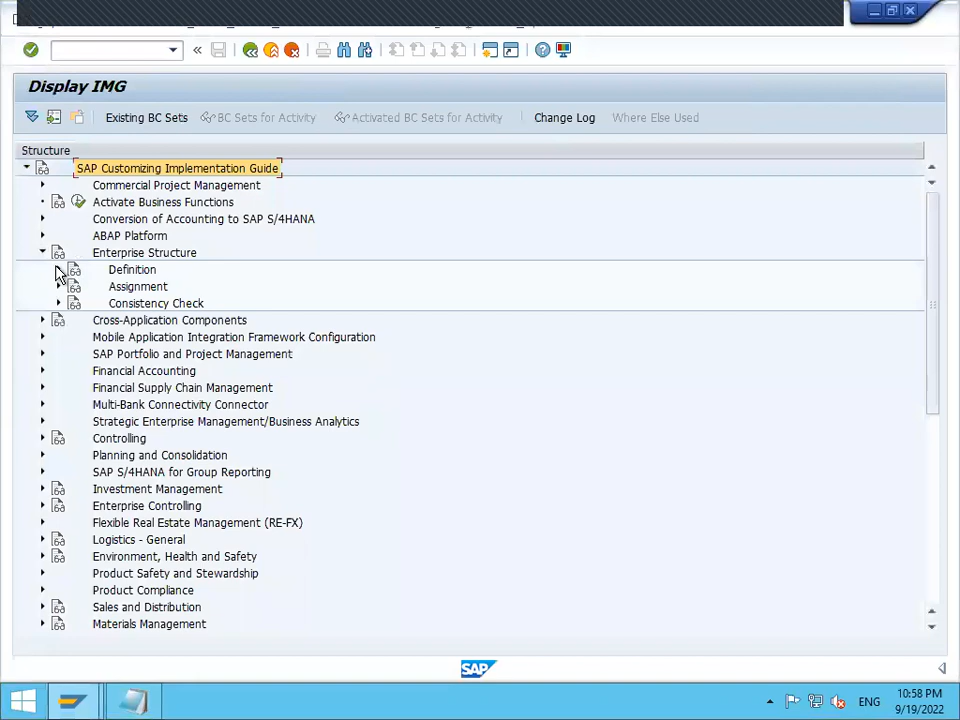 Display IMG
Existing BC Sets BC Sets for Activity Activated BC Sets for Activity Change Log Where Else Used
Structure
SAP Customizing Implementation Guide
Commercial Project Management
Activate Business Functions
Conversion of Accounting to SAP S/4HANA
ABAP Platform
Enterprise Structure
Definition
Assignment
Consistency Check
Cross-Application Components
Mobile Application Integration Framework Configuration
SAP Portfolio and Project Management
Financial Accounting
Financial Supply Chain Management
Multi-Bank Connectivity Connector
Strategic Enterprise Management/Business Analytics
Controlling
Planning and Consolidation
SAP S/4HANA for Group Reporting
Investment Management
Enterprise Controlling
Flexible Real Estate Management (RE-FX)
Logistics - General
Environment, Health and Safety
Product Safety and Stewardship
Product Compliance
Sales and Distribution
Materials Management
SAP
ENG
10:58 PM
9/19/2022